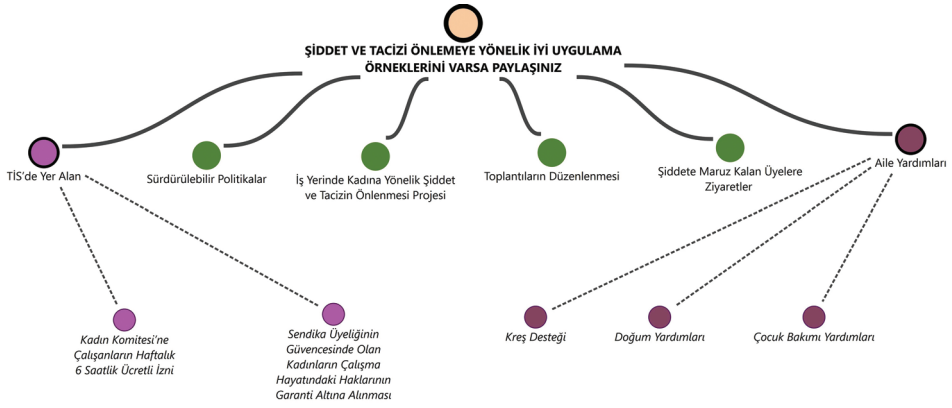 ŞİDDET VE TACİZİ ÖNLEMEYE YÖNELİK İYİ UYGULAMA
ÖRNEKLERİNİ VARSA PAYLAŞINIZ
TİS’de Yer Alan
Sürdürülebilir Politikalar
İş Yerinde Kadına Yönelik Şiddet
ve Tacizin Önlenmesi Projesi
Toplantıların Düzenlenmesi
Şiddete Maruz Kalan Üyelere
Ziyaretler
Aile Yardımları
Kadın Komitesi’ne
Çalışanların Haftalık
6 Saatlik Ücretli İzni
Sendika Üyeliğinin
Güvencesinde Olan
Kadınların Çalışma
Hayatındaki Haklarının
Garanti Altına Alınması
Kreş Desteği
Doğum Yardımları
Çocuk Bakımı Yardımları